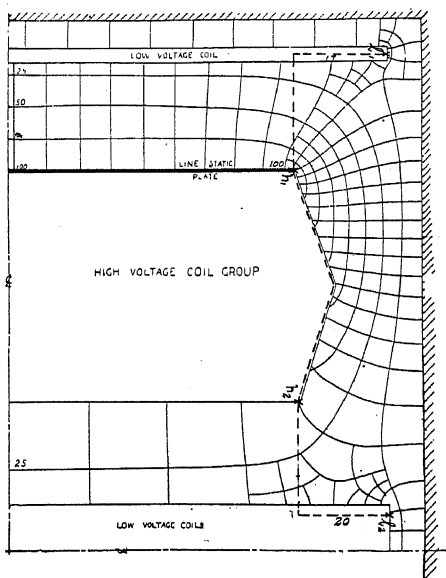 LOW VOLTAGE COIL
25
50
100
LINE STATIC
100
PLATE
h1
HIGH VOLTAGE COIL GROUP
h2
25
20
LOW VOLTAGE COILS